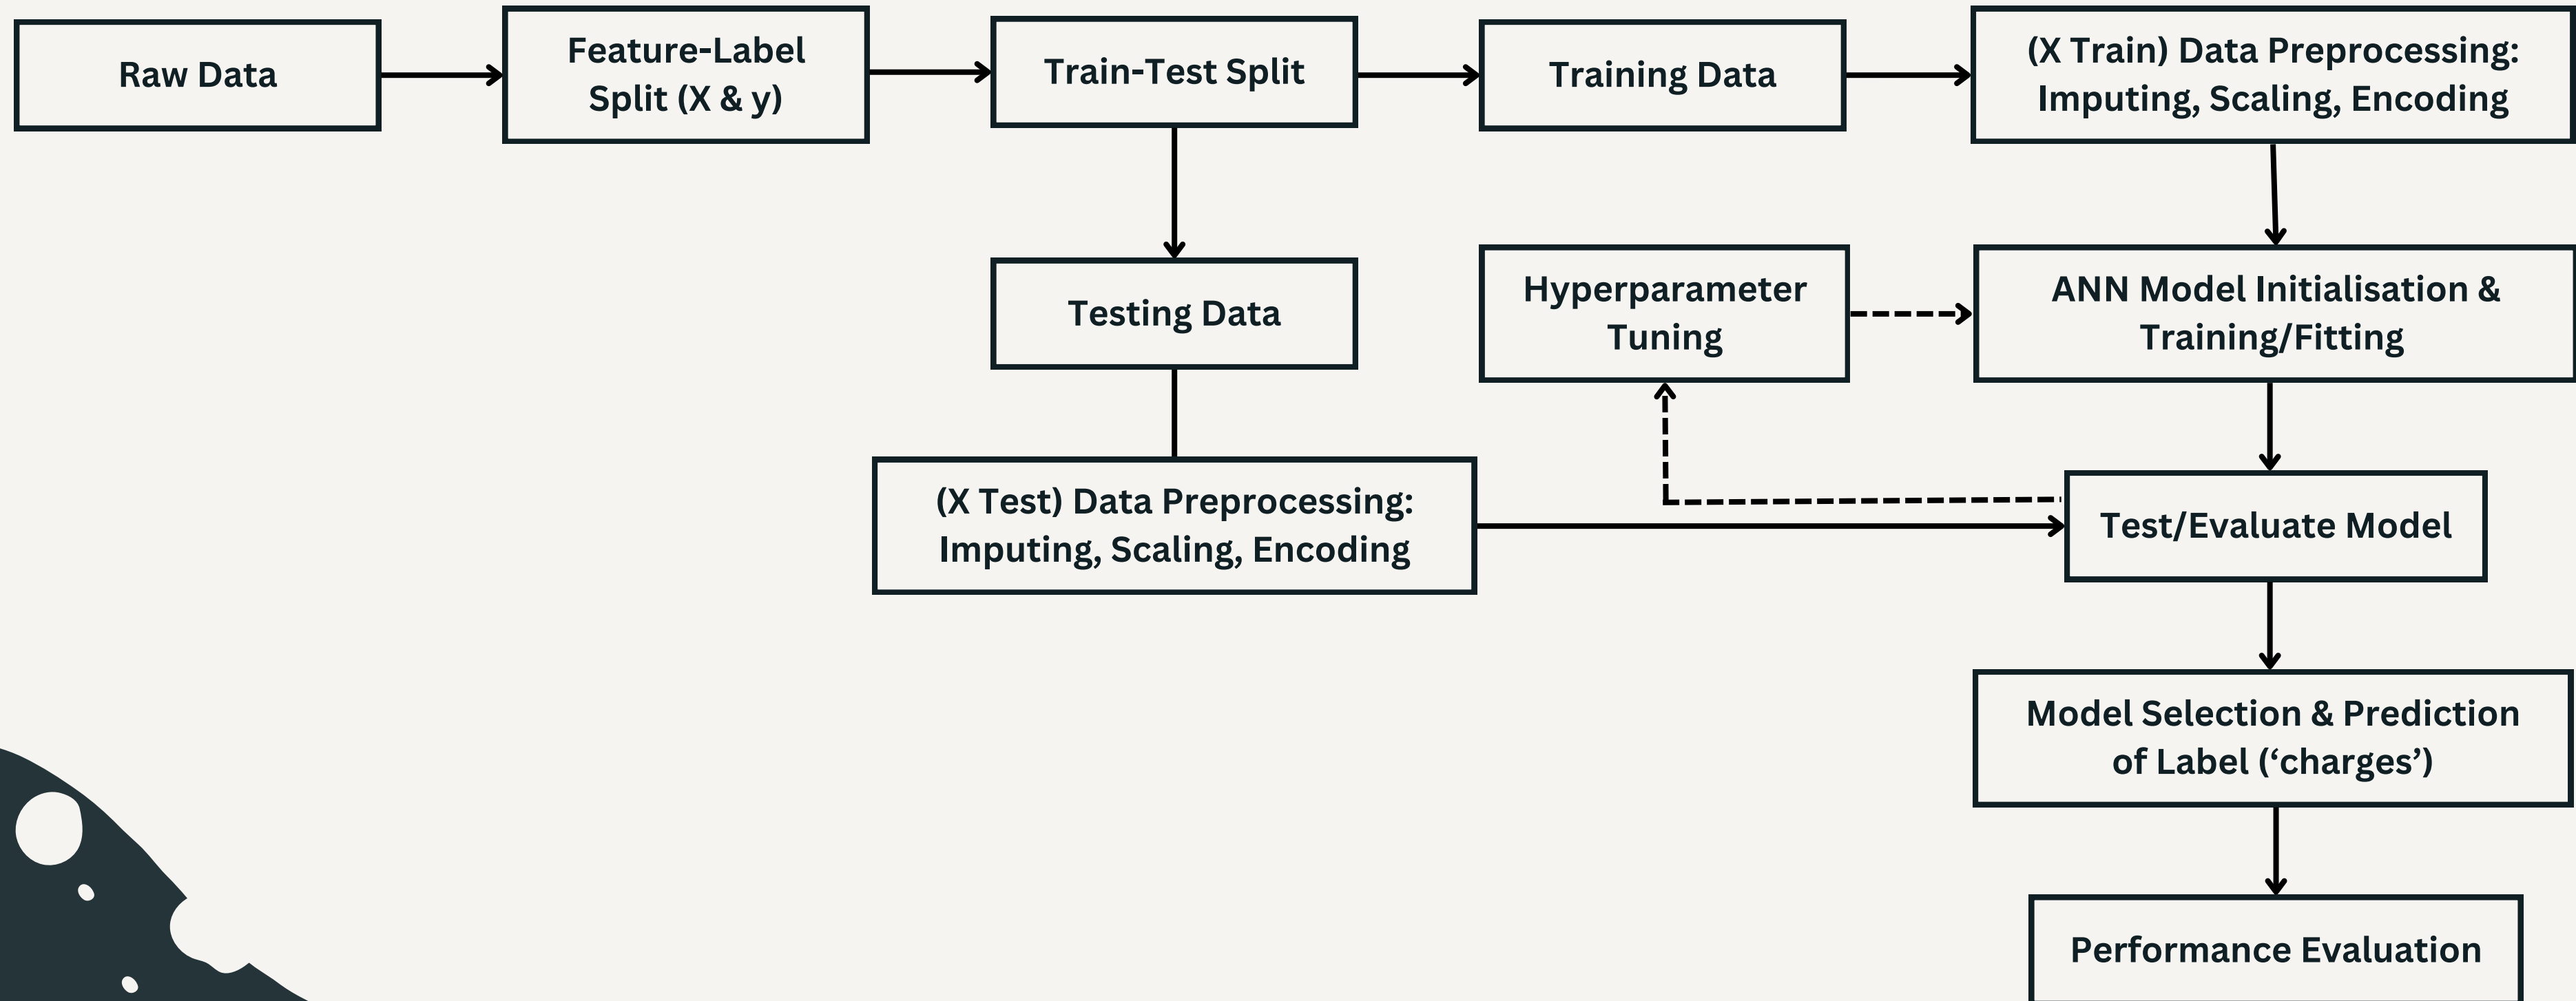 Raw Data
Feature-Label
Split (X & y)
Train-Test Split
Training Data
(X Train) Data Preprocessing:
Imputing, Scaling, Encoding
Testing Data
Hyperparameter
Tuning
ANN Model Initialisation &
Training/Fitting
(X Test) Data Preprocessing:
Imputing, Scaling, Encoding
Test/Evaluate Model
Model Selection & Prediction
of Label (‘charges’)
Performance Evaluation